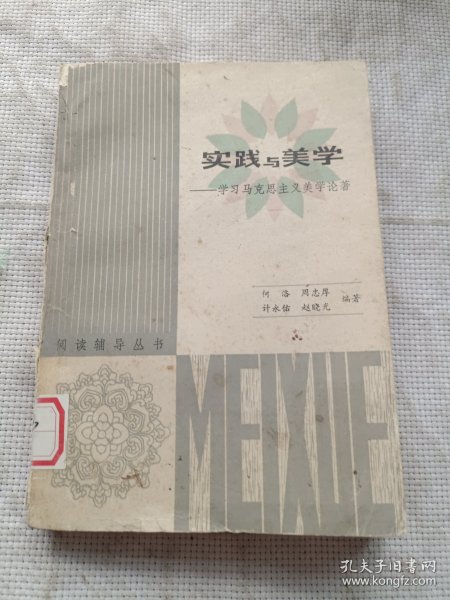 实践与美学
——学习马克思主义美学论著
何洛 周忠厚
计永佑 赵晓光 编著
阅读辅导丛书
MEIXUE
孔夫子旧书网
www.kongfz.com